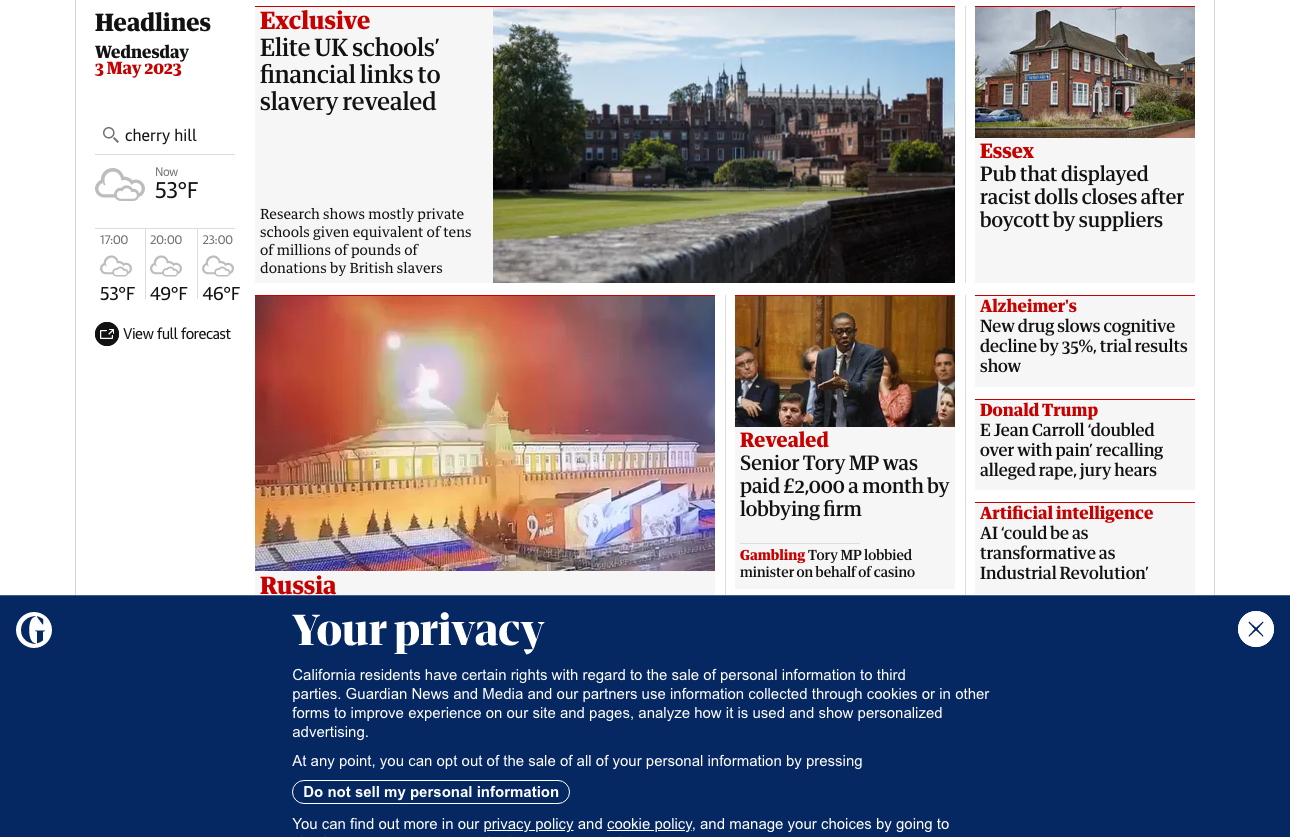 Headlines
Wednesday
3 May 2023
cherry hill
Now
53°F
17:00
20:00
23:00
53°F
49°F
46°F
View full forecast
Exclusive
Elite UK schools’
financial links to
slavery revealed
Research shows mostly private
schools given equivalent of tens
of millions of pounds of
donations by British slavers
Essex
Pub that displayed
racist dolls closes after
boycott by suppliers
9
МАЯ
Russia
Revealed
Senior Tory MP was
paid £2,000 a month by
lobbying firm
Gambling Tory MP lobbied
minister on behalf of casino
Alzheimer's
New drug slows cognitive
decline by 35%, trial results
show
Donald Trump
E Jean Carroll ‘doubled
over with pain’ recalling
alleged rape, jury hears
Artificial intelligence
AI ‘could be as
transformative as
Industrial Revolution’
G
Your privacy
California residents have certain rights with regard to the sale of personal information to third
parties. Guardian News and Media and our partners use information collected through cookies or in other
forms to improve experience on our site and pages, analyze how it is used and show personalized
advertising.
At any point, you can opt out of the sale of all of your personal information by pressing
Do not sell my personal information
You can find out more in our privacy policy and cookie policy, and manage your choices by going to